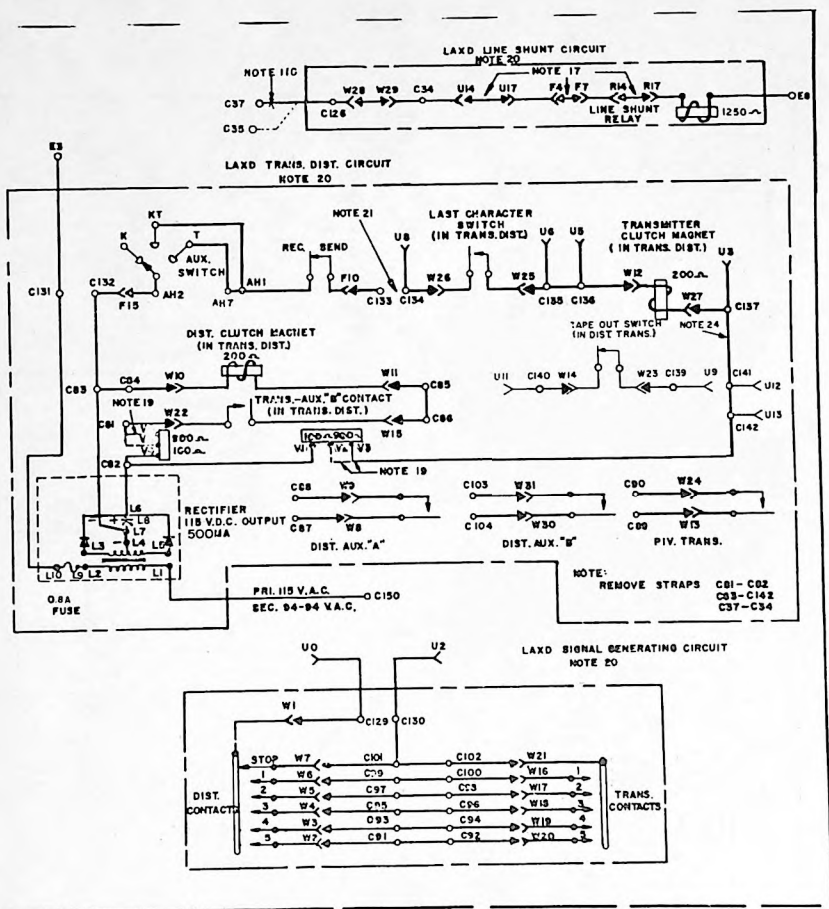 LAXD LINE SHUNT CIRCUIT
NOTE 20
NOTE 11G
NOTE 17
C37
C126
W28
W29
C34
U14
U17
F4
F7
R14
R17
E8
C35
LINE SHUNT
RELAY
1250 Ω
E3
LAXD TRANS. DIST. CIRCUIT
NOTE 20
KT
K
T
AUX.
SWITCH
C131
C132
F15
AH2
AH7
AH1
REC.
SEND
F10
C133
NOTE 21
U8
C134
W26
LAST CHARACTER
SWITCH
(IN TRANS. DIST.)
W25
U6
U5
C135
C136
W12
TRANSMITTER
CLUTCH MAGNET
(IN TRANS. DIST.)
200 Ω
W27
U3
C137
NOTE 24
TAPE OUT SWITCH
(IN DIST TRANS.)
U11
C140
W14
W23
C139
U9
C141
U12
U13
C142
DIST. CLUTCH MAGNET
(IN TRANS. DIST.)
200 Ω
C83
C84
W10
W11
C85
C81
W22
TRANS.-AUX. "B" CONTACT
(IN TRANS. DIST.)
W15
C86
NOTE 19
800 Ω
100 Ω
C82
100 Ω 900 Ω
V1
V2
V3
NOTE 19
L6
L8
L7
L4
L3
L5
L10
L9
L2
L1
RECTIFIER
115 V.D.C. OUTPUT
500MA
0.8A
FUSE
PRI. 115 V.A.C.
SEC. 94-94 V.A.C.
C150
C88
W9
C87
W8
DIST. AUX. "A"
C103
W31
C104
W30
DIST. AUX. "B"
C90
W24
C89
W13
PIV. TRANS.
NOTE:
REMOVE STRAPS C81-C82
C83-C142
C37-C34
U0
U2
LAXD SIGNAL GENERATING CIRCUIT
NOTE 20
W1
C129
C130
STOP W7 C101 C102 W21
1 W6 C99 C100 W16 1
2 W5 C97 C98 W17 2
3 W4 C95 C96 W18 3
4 W3 C93 C94 W19 4
5 W2 C91 C92 W20 5
DIST.
CONTACTS
TRANS.
CONTACTS